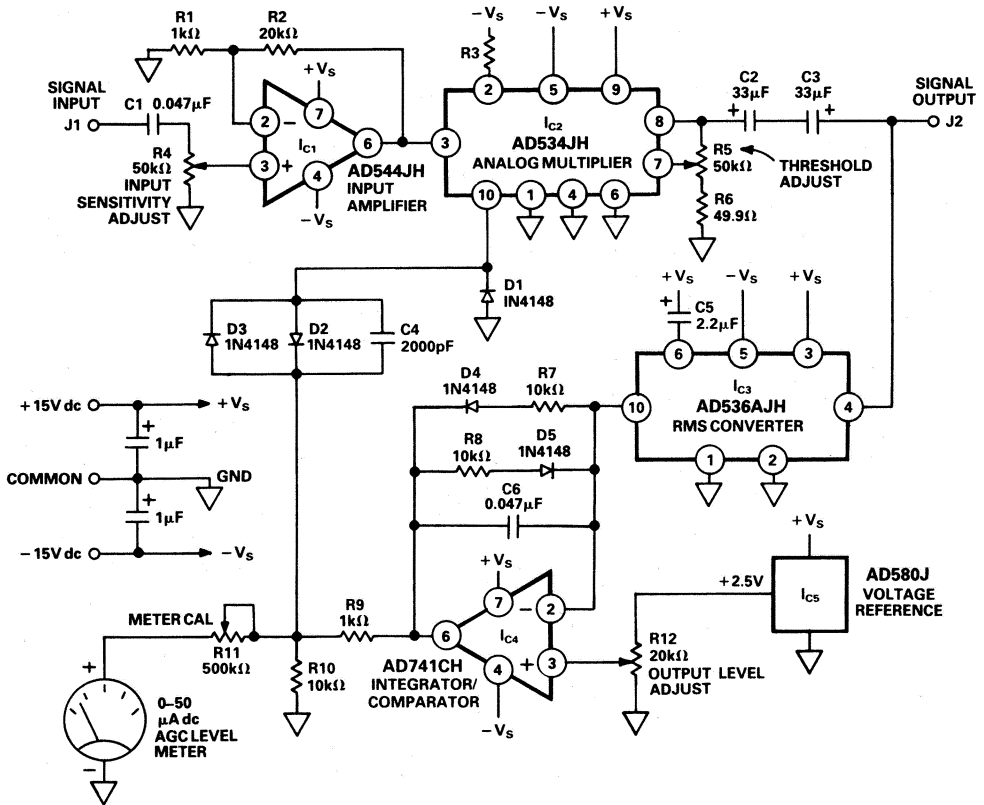 R1
1kΩ
R2
20kΩ
−VS
−VS
+VS
R3
C2
33μF
C3
33μF
SIGNAL
INPUT
J1
C1 0.047μF
+VS
2
5
9
SIGNAL
OUTPUT
J2
+
+
2
−
7
IC1
6
3
+
4
−VS
R4
50kΩ
INPUT
SENSITIVITY
ADJUST
AD544JH
INPUT
AMPLIFIER
3
IC2
AD534JH
ANALOG MULTIPLIER
8
7
10
1
4
6
R5
50kΩ
THRESHOLD
ADJUST
R6
49.9Ω
D1
IN4148
D3
1N4148
D2
1N4148
C4
2000pF
+VS
−VS
+VS
+
C5
2.2μF
6
5
3
IC3
AD536AJH
RMS CONVERTER
10
4
1
2
D4
1N4148
R7
10kΩ
R8
10kΩ
D5
1N4148
C6
0.047μF
+15V dc
+VS
+
1μF
COMMON
GND
+
1μF
−15V dc
−VS
+VS
7
−
2
IC4
6
4
+
3
−VS
AD741CH
INTEGRATOR/
COMPARATOR
R9
1kΩ
METER CAL
R11
500kΩ
R10
10kΩ
+
0–50
μA dc
AGC LEVEL
METER
−
+2.5V
R12
20kΩ
OUTPUT LEVEL
ADJUST
+VS
IC5
AD580J
VOLTAGE
REFERENCE